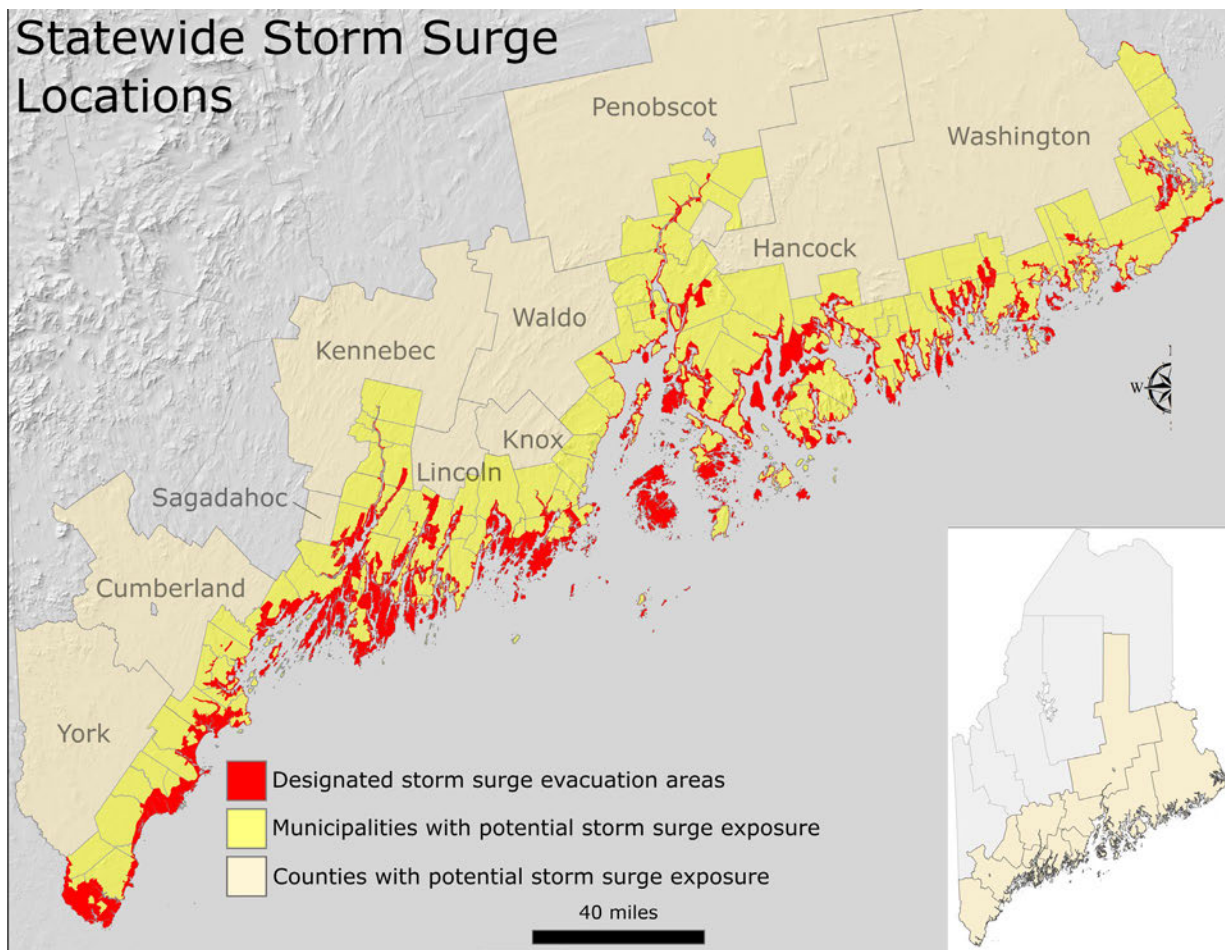 Statewide Storm Surge
Locations
Penobscot
Washington
Hancock
Waldo
Kennebec
Knox
Lincoln
Sagadahoc
Cumberland
York
W
Designated storm surge evacuation areas
Municipalities with potential storm surge exposure
Counties with potential storm surge exposure
40 miles